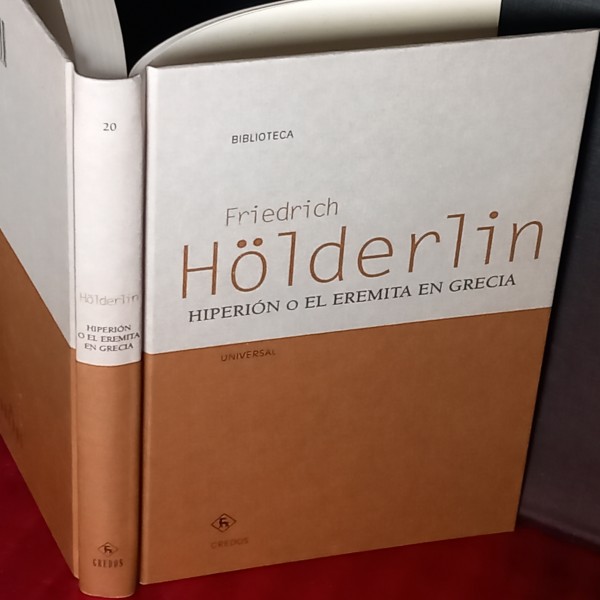 20
Hölderlin
HIPERIÓN
O EL EREMITA
EN GRECIA
GREDOS
BIBLIOTECA
Friedrich
Hölderlin
HIPERIÓN O EL EREMITA EN GRECIA
UNIVERSAL
GREDOS